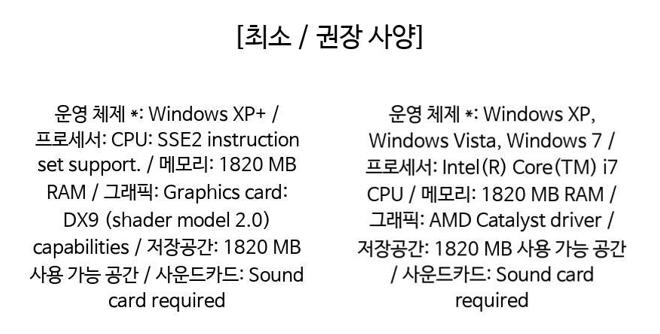 [최소 / 권장 사양]
운영 체제 *: Windows XP+ /
프로세서: CPU: SSE2 instruction
set support. / 메모리: 1820 MB
RAM / 그래픽: Graphics card:
DX9 (shader model 2.0)
capabilities / 저장공간: 1820 MB
사용 가능 공간 / 사운드카드: Sound
card required
운영 체제 *: Windows XP,
Windows Vista, Windows 7 /
프로세서: Intel(R) Core(TM) i7
CPU / 메모리: 1820 MB RAM /
그래픽: AMD Catalyst driver /
저장공간: 1820 MB 사용 가능 공간
/ 사운드카드: Sound card
required